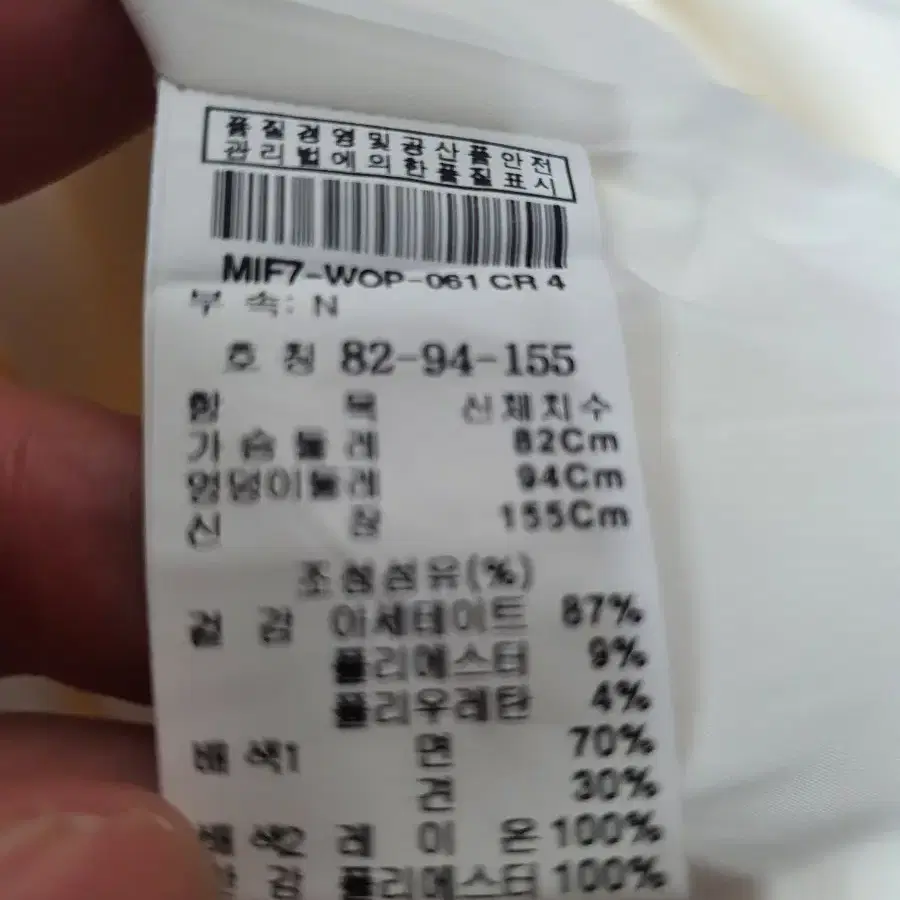 품질경영및공산품안전
관리법에의한품질표시
MIF7-WOP-061 CR 4
부 속: N
호 칭 82-94-155
항 목 신체치수
가슴둘레 82Cm
엉덩이둘레 94Cm
신 장 155Cm
조성섬유(%)
겉 감 아세테이트 87%
폴리에스터 9%
폴리우레탄 4%
배색1 면 70%
견 30%
배색2 레이온 100%
감 폴리에스터 100%